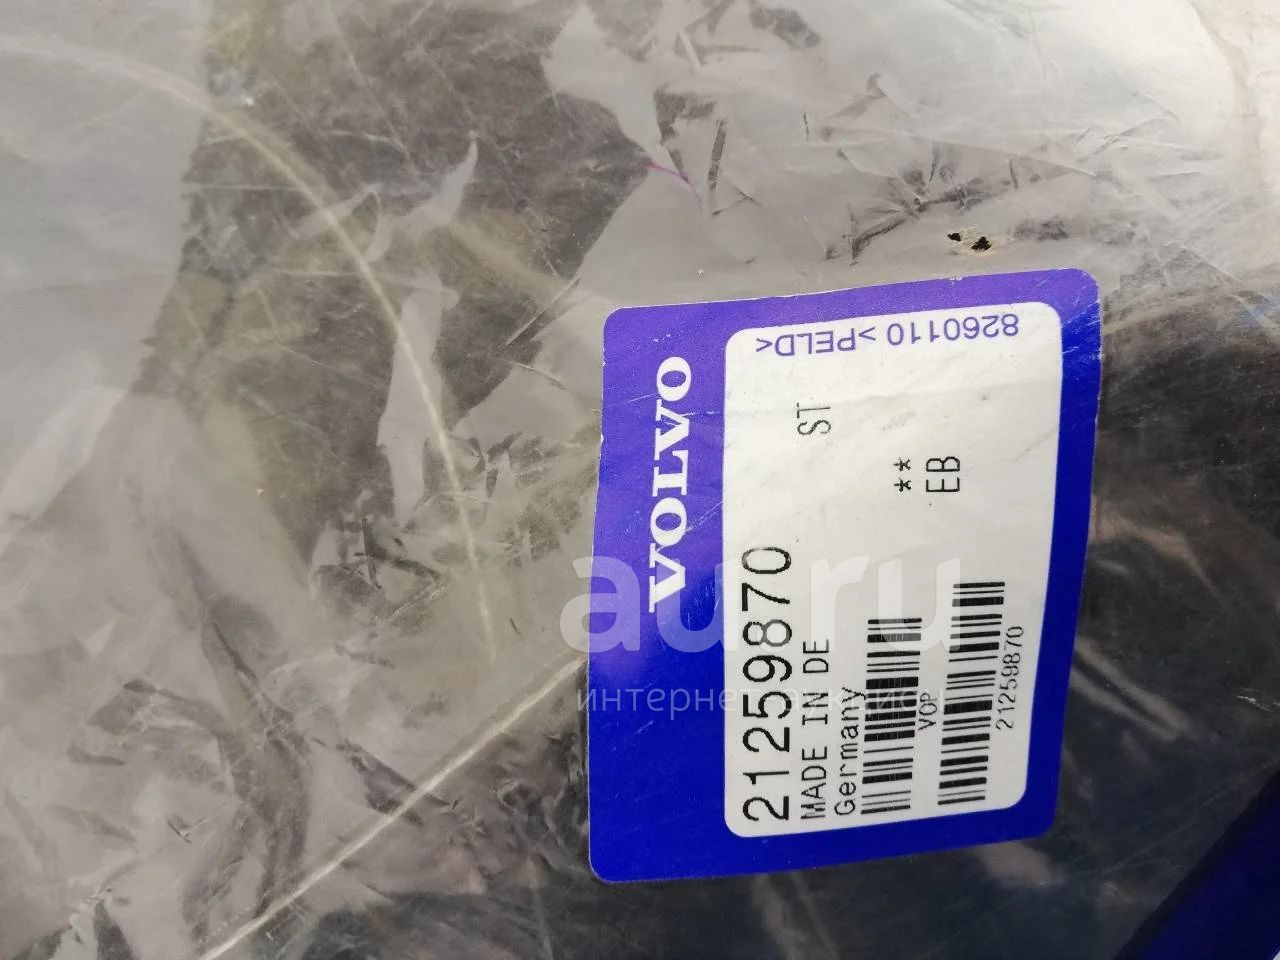 VOLVO
8260110 >PELD<
21259870 ST
MADE IN DE
Germany **
VOP EB
21259870
au.ru
интернет-аукцион